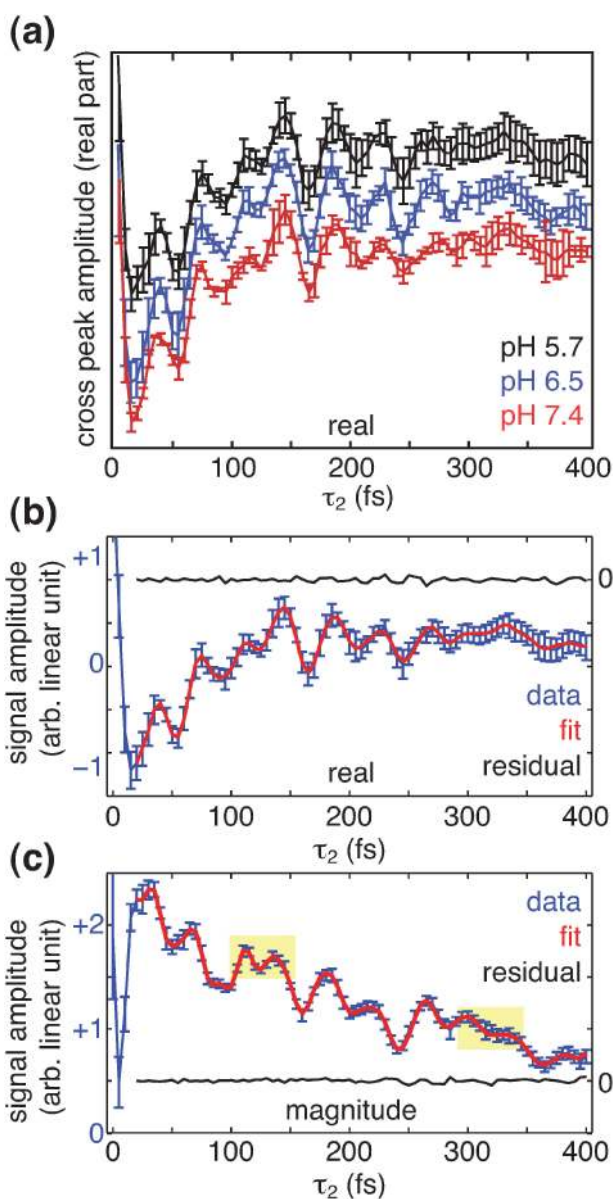 (a)
cross peak amplitude (real part)
pH 5.7
pH 6.5
pH 7.4
real
0 100 200 300 400
τ2 (fs)
(b)
signal amplitude
(arb. linear unit)
+1
0
−1
0
data
fit
residual
real
0 100 200 300 400
τ2 (fs)
(c)
signal amplitude
(arb. linear unit)
+2
+1
0
data
fit
residual
0
magnitude
0 100 200 300 400
τ2 (fs)